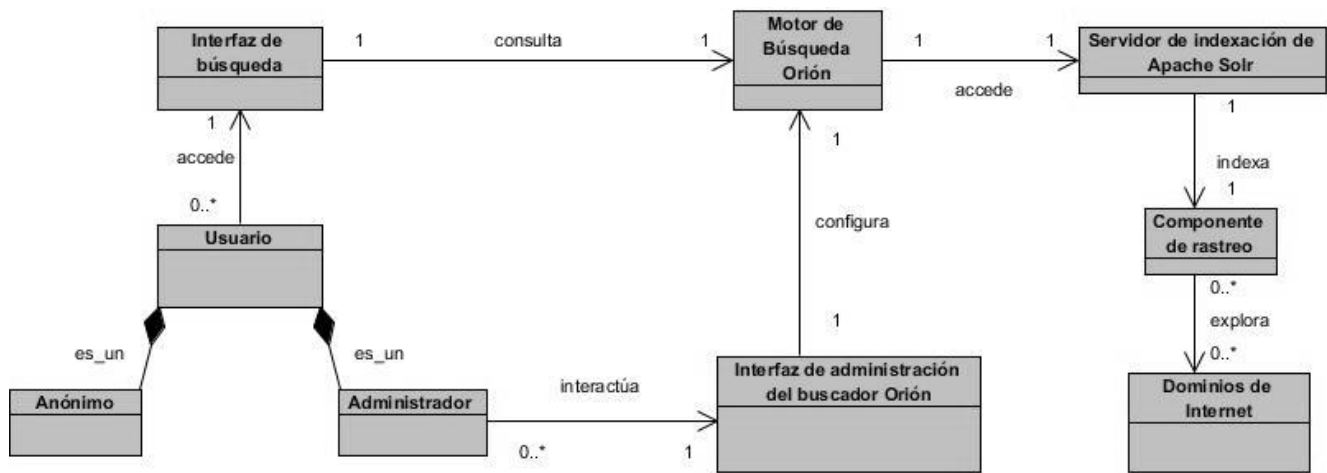 Interfaz de
búsqueda
1
consulta
1
Motor de
Búsqueda
Orión
1
accede
1
Servidor de indexación de
Apache Solr
1
accede
0..*
Usuario
es_un
es_un
Anónimo
Administrador
interactúa
0..*
1
Interfaz de administración
del buscador Orión
1
configura
1
1
indexa
1
Componente
de rastreo
0..*
explora
0..*
Dominios de
Internet